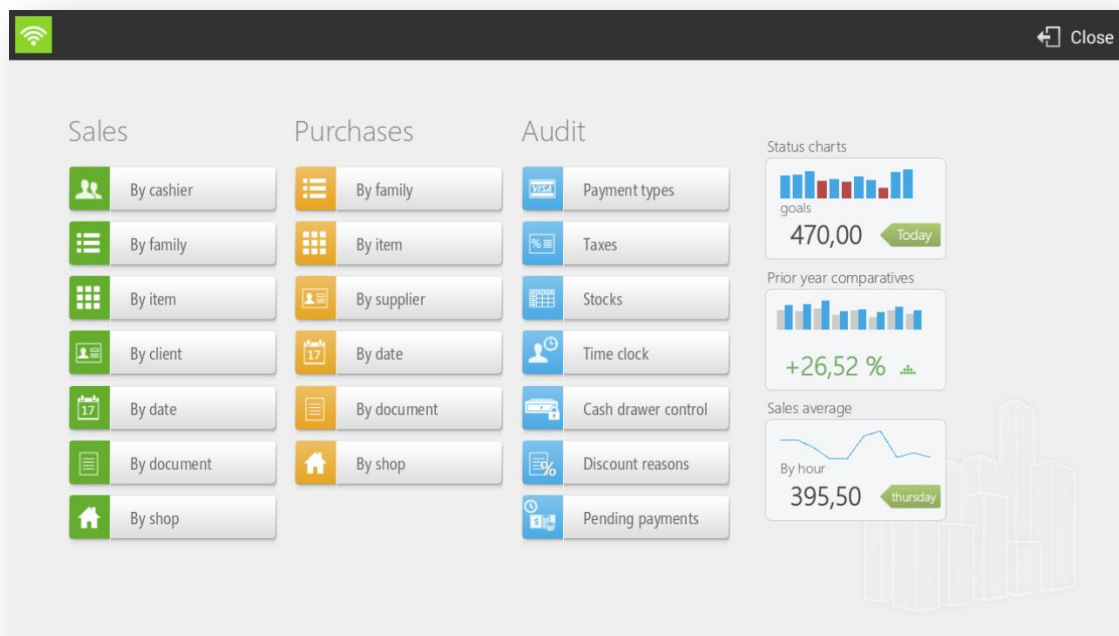 Close
Sales
By cashier
By family
By item
By client
17
By date
By document
By shop
Purchases
By family
By item
By supplier
17
By date
By document
By shop
Audit
VISA
Payment types
%
Taxes
Stocks
Time clock
Cash drawer control
%
Discount reasons
$
Pending payments
Status charts
goals
470,00
Today
Prior year comparatives
+26,52 %
Sales average
By hour
395,50
thursday